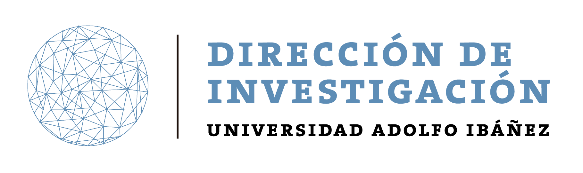 DIRECCIÓN DE
INVESTIGACIÓN
UNIVERSIDAD ADOLFO IBÁÑEZ